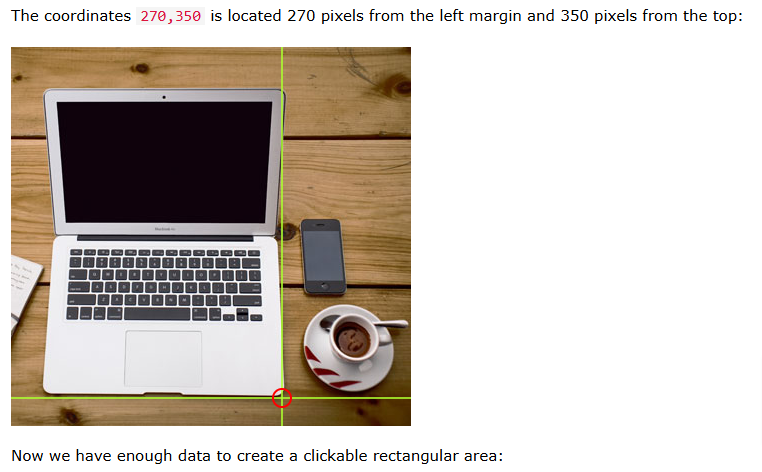 The coordinates 270,350 is located 270 pixels from the left margin and 350 pixels from the top:
Now we have enough data to create a clickable rectangular area: